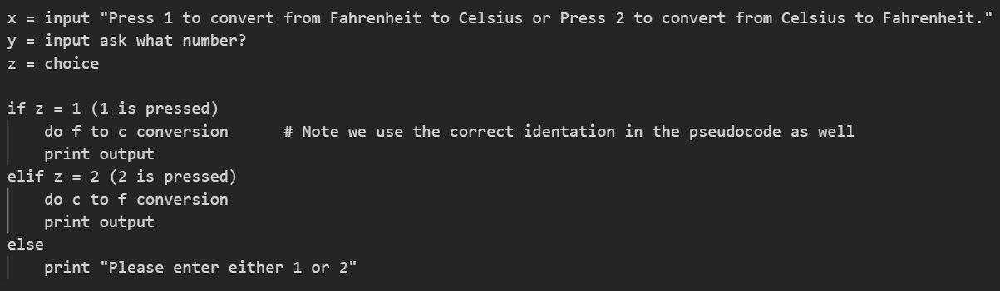 x = input "Press 1 to convert from Fahrenheit to Celsius or Press 2 to convert from Celsius to Fahrenheit."
y = input ask what number?
z = choice

if z = 1 (1 is pressed)
    do f to c conversion      # Note we use the correct identation in the pseudocode as well
    print output
elif z = 2 (2 is pressed)
    do c to f conversion
    print output
else
    print "Please enter either 1 or 2"